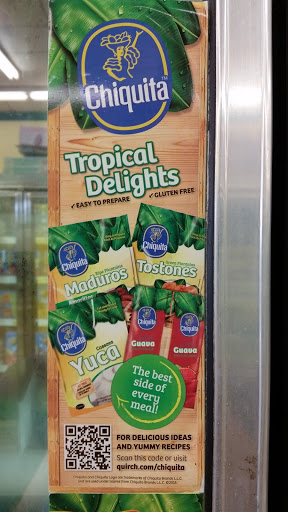 Chiquita
Tropical
Delights
✓EASY TO PREPARE ✓GLUTEN FREE
Chiquita
Maduros
Chiquita
Tostones
Chiquita
Yuca
Chiquita
Guava
Guava
The best
side of
every
meal!
FOR DELICIOUS IDEAS
AND YUMMY RECIPES
Scan this code or visit
quirch.com/chiquita